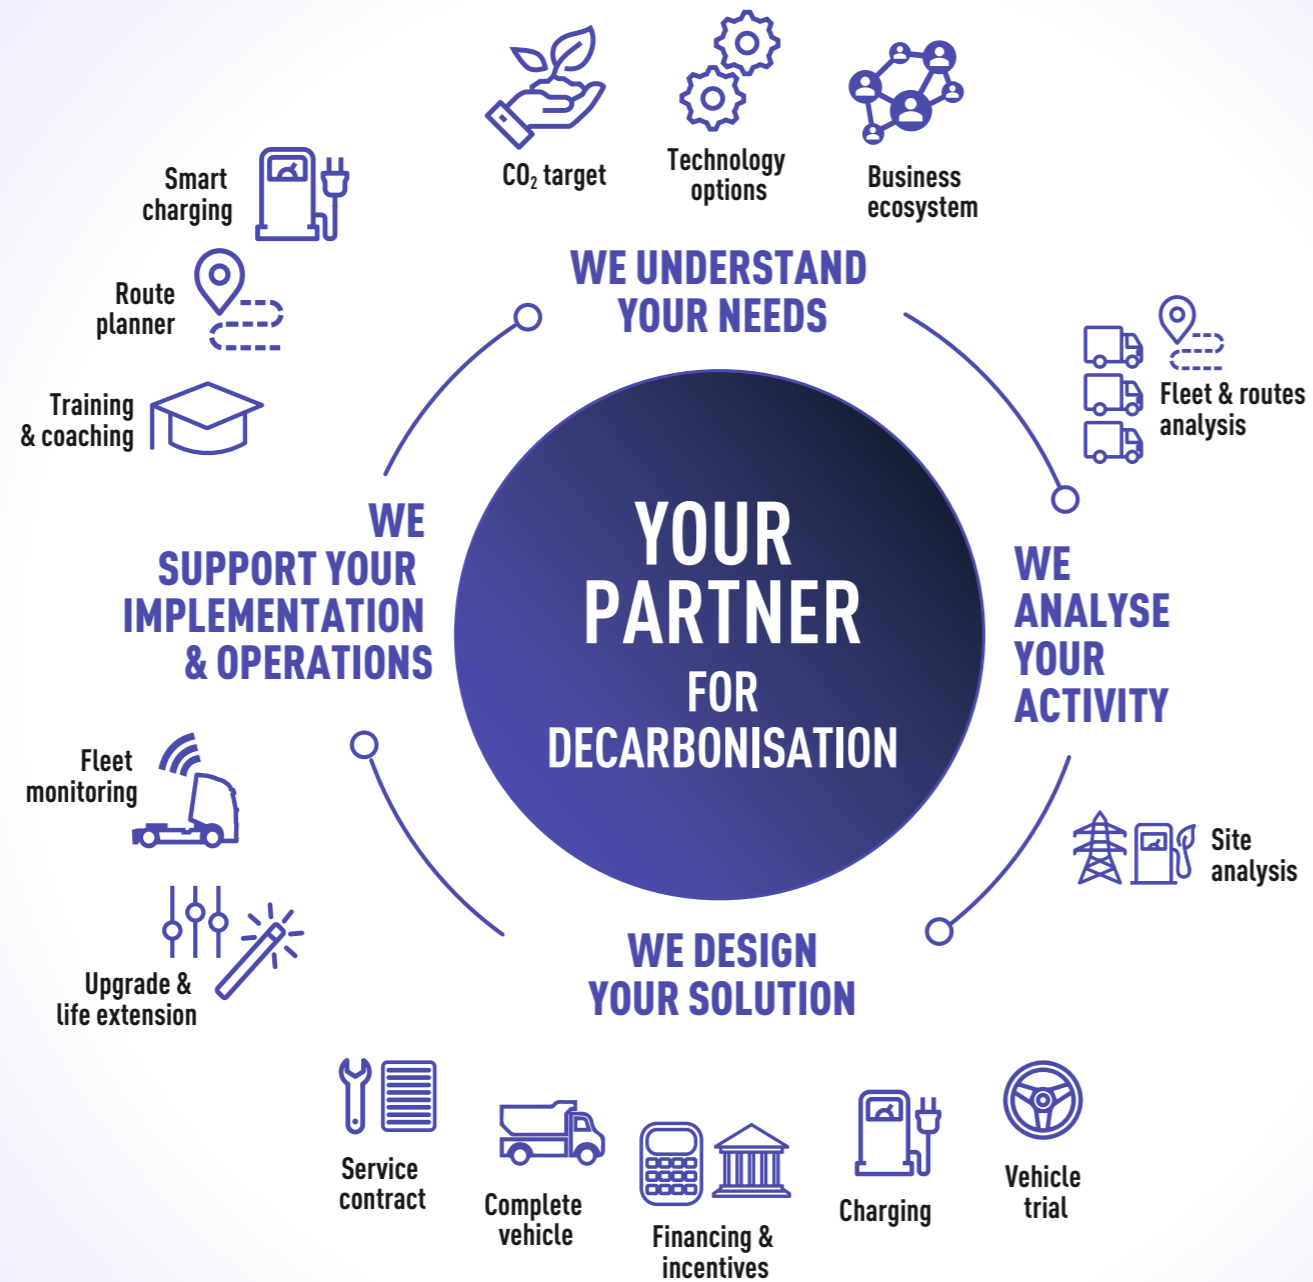 CO₂ target
Technology
options
Business
ecosystem
WE UNDERSTAND
YOUR NEEDS
Fleet & routes
analysis
WE
ANALYSE
YOUR
ACTIVITY
Site
analysis
WE DESIGN
YOUR SOLUTION
Vehicle
trial
Charging
Financing &
incentives
Complete
vehicle
Service
contract
WE
SUPPORT YOUR
IMPLEMENTATION
& OPERATIONS
Upgrade &
life extension
Fleet
monitoring
Training
& coaching
Route
planner
Smart
charging
YOUR
PARTNER
FOR
DECARBONISATION